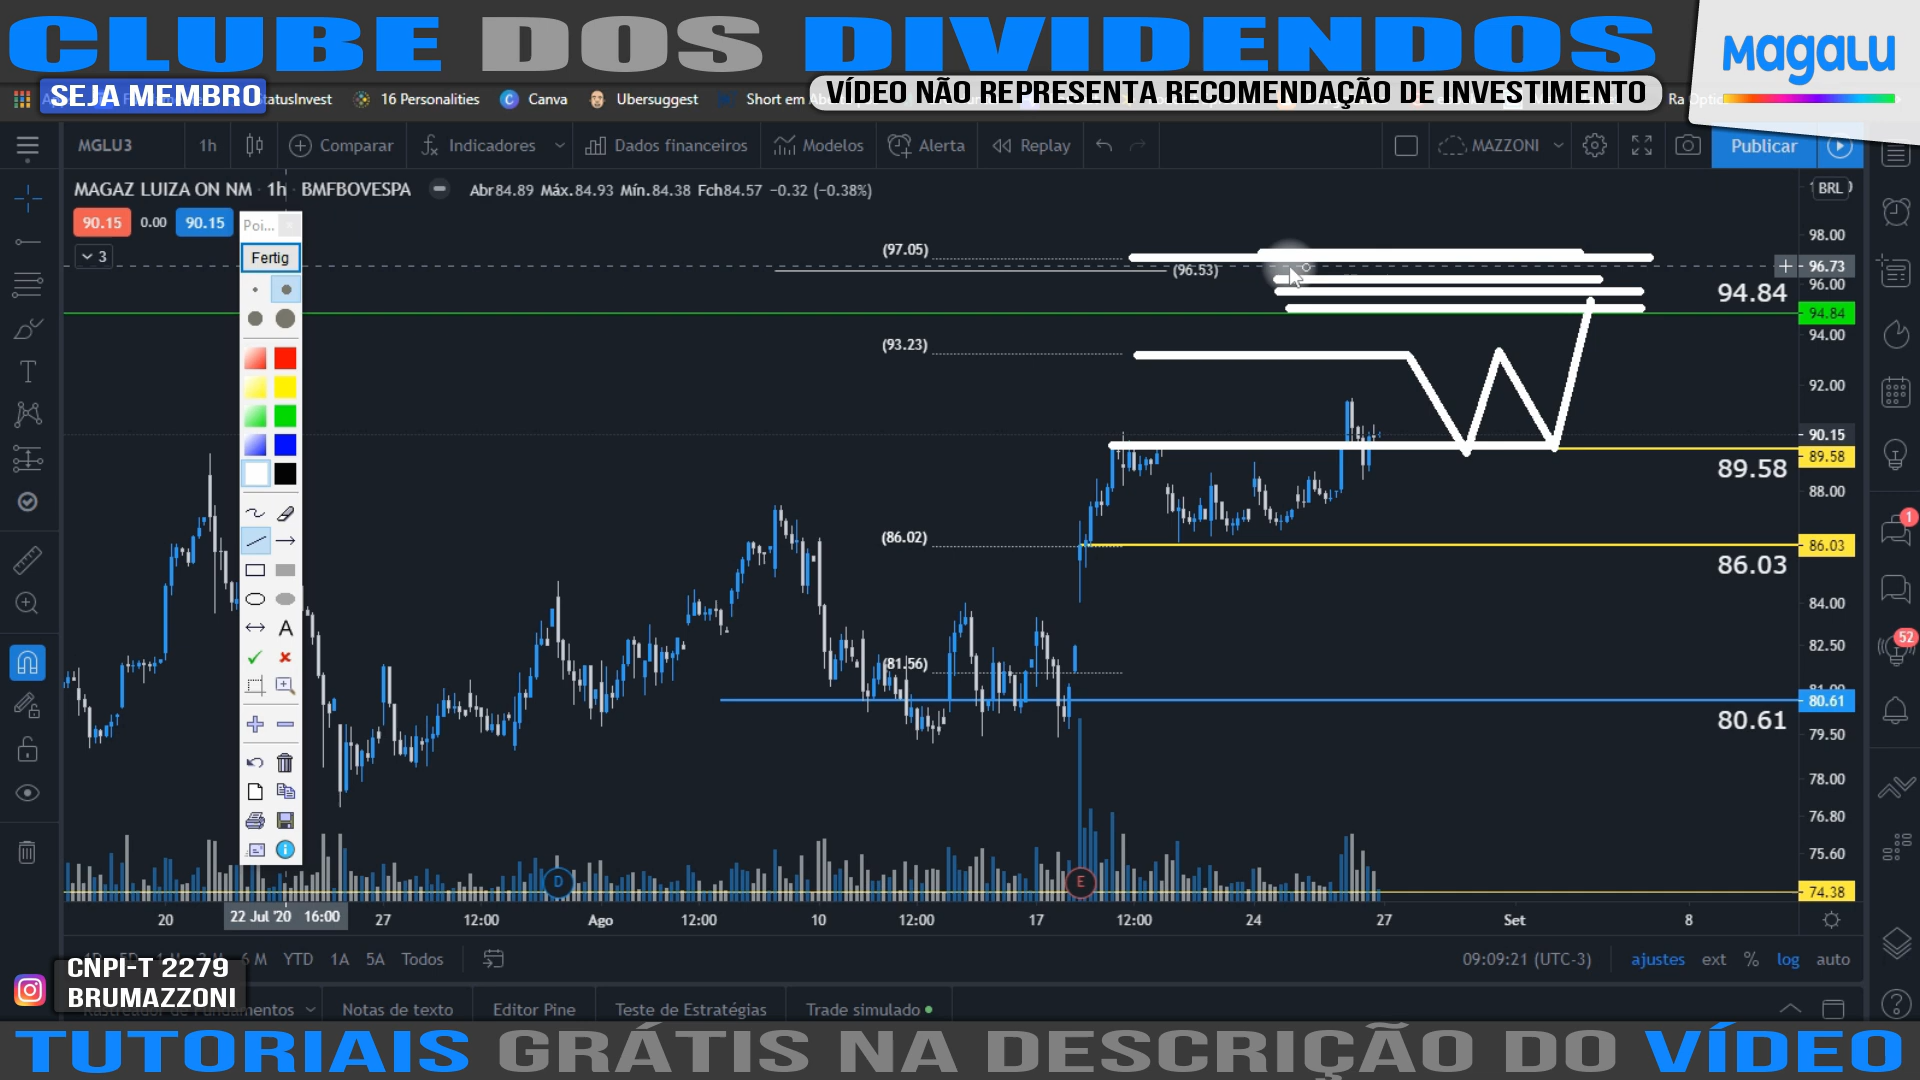 CLUBE DOS DIVIDENDOS
Magalu
SEJA MEMBRO
tatusInvest
16 Personalities
Canva
Ubersuggest
Short em
VÍDEO NÃO REPRESENTA RECOMENDAÇÃO DE INVESTIMENTO
MGLU3
1h
Comparar
Indicadores
Dados financeiros
Modelos
Alerta
Replay
MAZZONI
Publicar
MAGAZ LUIZA ON NM · 1h · BMFBOVESPA
Abr84.89 Máx.84.93 Mín.84.38 Fch84.57 −0.32 (−0.38%)
BRL
90.15
0.00
90.15
Poi...
3
Fertig
A
(97.05)
(96.53)
(93.23)
(86.02)
(81.56)
94.84
89.58
86.03
80.61
98.00
96.73
96.00
94.84
94.00
92.00
90.15
89.58
88.00
86.03
84.00
82.50
80.61
79.50
78.00
76.80
75.60
74.38
1
52
D
E
20
22 Jul '20 16:00
27
12:00
Ago
12:00
10
12:00
17
12:00
24
27
Set
8
6 M
YTD
1A
5A
Todos
09:09:21 (UTC-3)
ajustes
ext
%
log
auto
CNPI-T 2279
BRUMAZZONI
Notas de texto
Editor Pine
Teste de Estratégias
Trade simulado
TUTORIAIS GRÁTIS NA DESCRIÇÃO DO VÍDEO